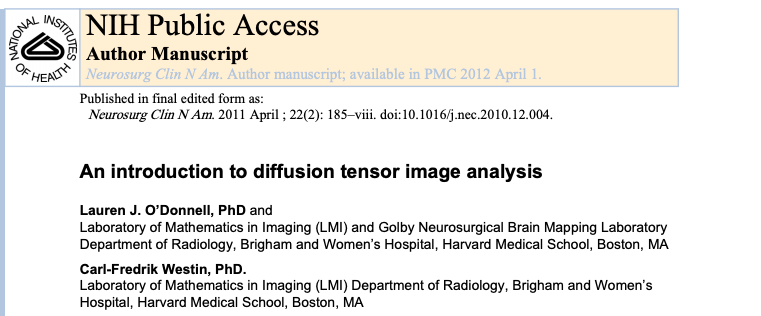 NATIONAL INSTITUTES OF HEALTH
NIH Public Access
Author Manuscript
Neurosurg Clin N Am. Author manuscript; available in PMC 2012 April 1.
Published in final edited form as:
Neurosurg Clin N Am. 2011 April ; 22(2): 185–viii. doi:10.1016/j.nec.2010.12.004.
An introduction to diffusion tensor image analysis
Lauren J. O’Donnell, PhD and
Laboratory of Mathematics in Imaging (LMI) and Golby Neurosurgical Brain Mapping Laboratory
Department of Radiology, Brigham and Women’s Hospital, Harvard Medical School, Boston, MA
Carl-Fredrik Westin, PhD.
Laboratory of Mathematics in Imaging (LMI) Department of Radiology, Brigham and Women’s
Hospital, Harvard Medical School, Boston, MA